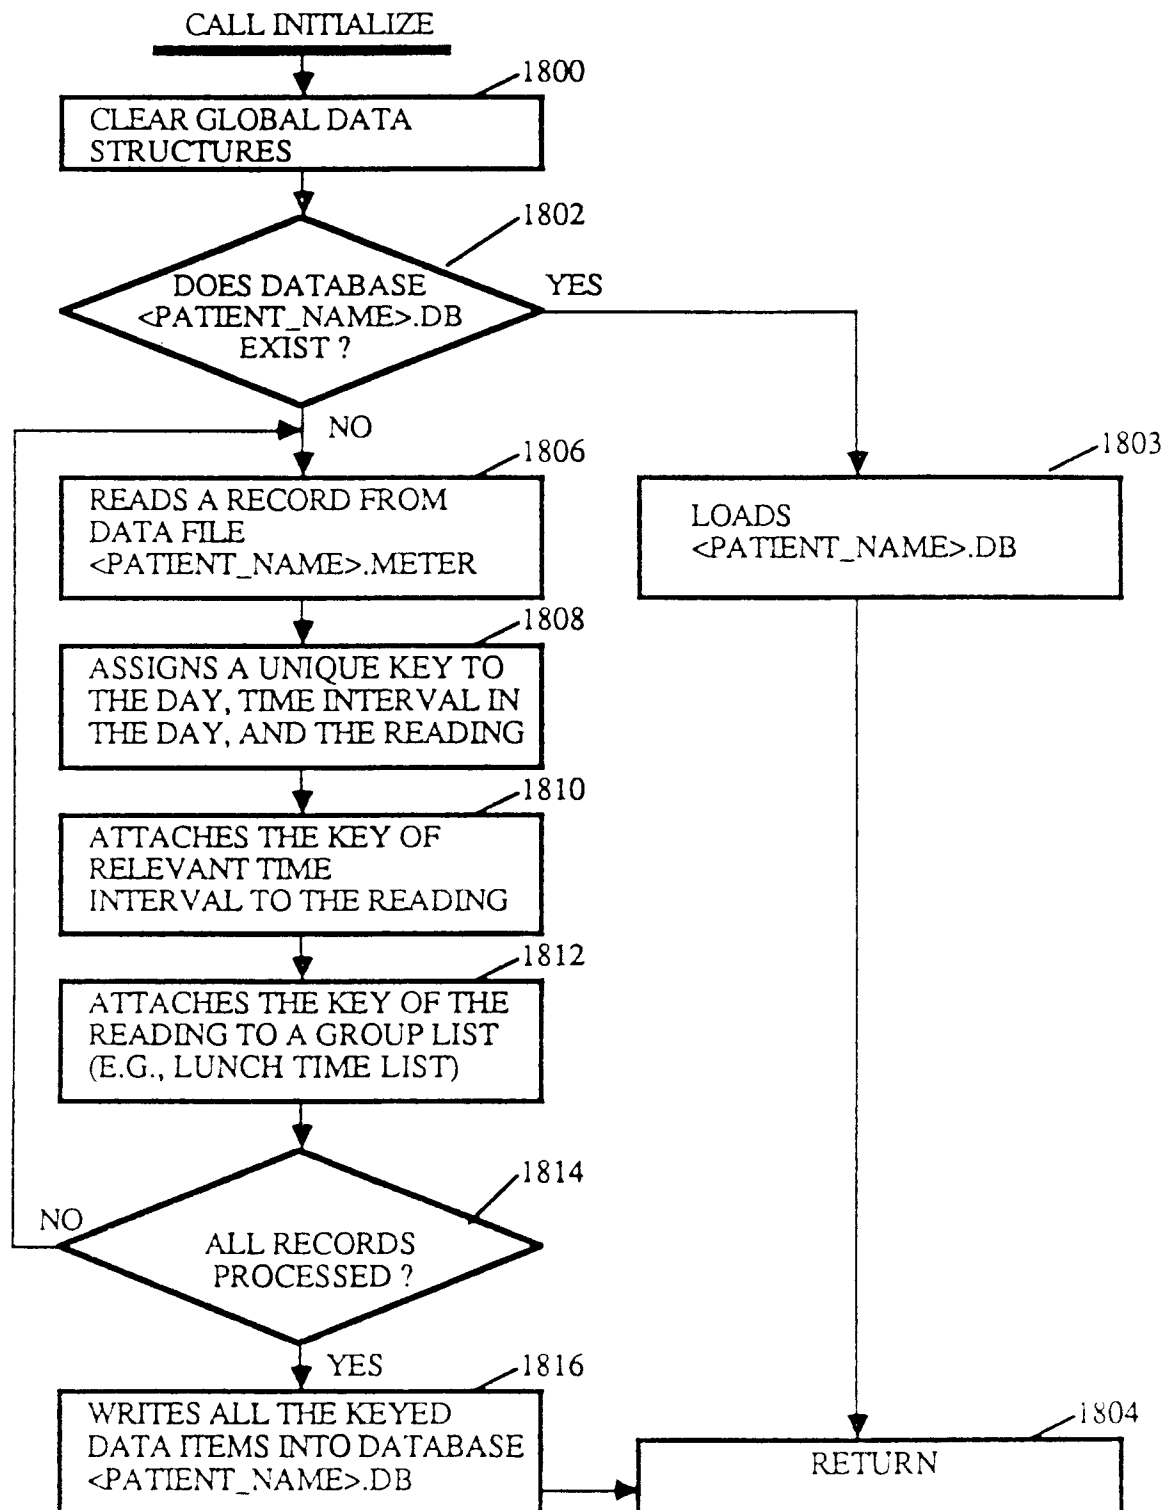 CALL INITIALIZE
1800
CLEAR GLOBAL DATA
STRUCTURES
1802
DOES DATABASE
<PATIENT_NAME>.DB
EXIST ?
YES
NO
1806
READS A RECORD FROM
DATA FILE
<PATIENT_NAME>.METER
1803
LOADS
<PATIENT_NAME>.DB
1808
ASSIGNS A UNIQUE KEY TO
THE DAY, TIME INTERVAL IN
THE DAY, AND THE READING
1810
ATTACHES THE KEY OF
RELEVANT TIME
INTERVAL TO THE READING
1812
ATTACHES THE KEY OF THE
READING TO A GROUP LIST
(E.G., LUNCH TIME LIST)
1814
NO
ALL RECORDS
PROCESSED ?
YES
1816
WRITES ALL THE KEYED
DATA ITEMS INTO DATABASE
<PATIENT_NAME>.DB
1804
RETURN